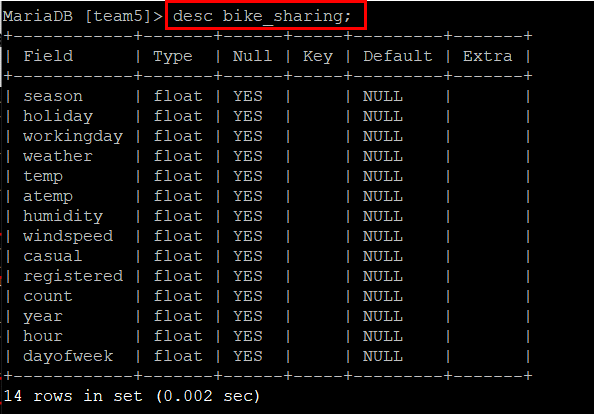 MariaDB [team5]> desc bike_sharing;
+------------+-------+------+-----+---------+-------+
| Field      | Type  | Null | Key | Default | Extra |
+------------+-------+------+-----+---------+-------+
| season     | float | YES  |     | NULL    |       |
| holiday    | float | YES  |     | NULL    |       |
| workingday | float | YES  |     | NULL    |       |
| weather    | float | YES  |     | NULL    |       |
| temp       | float | YES  |     | NULL    |       |
| atemp      | float | YES  |     | NULL    |       |
| humidity   | float | YES  |     | NULL    |       |
| windspeed  | float | YES  |     | NULL    |       |
| casual     | float | YES  |     | NULL    |       |
| registered | float | YES  |     | NULL    |       |
| count      | float | YES  |     | NULL    |       |
| year       | float | YES  |     | NULL    |       |
| hour       | float | YES  |     | NULL    |       |
| dayofweek  | float | YES  |     | NULL    |       |
+------------+-------+------+-----+---------+-------+
14 rows in set (0.002 sec)